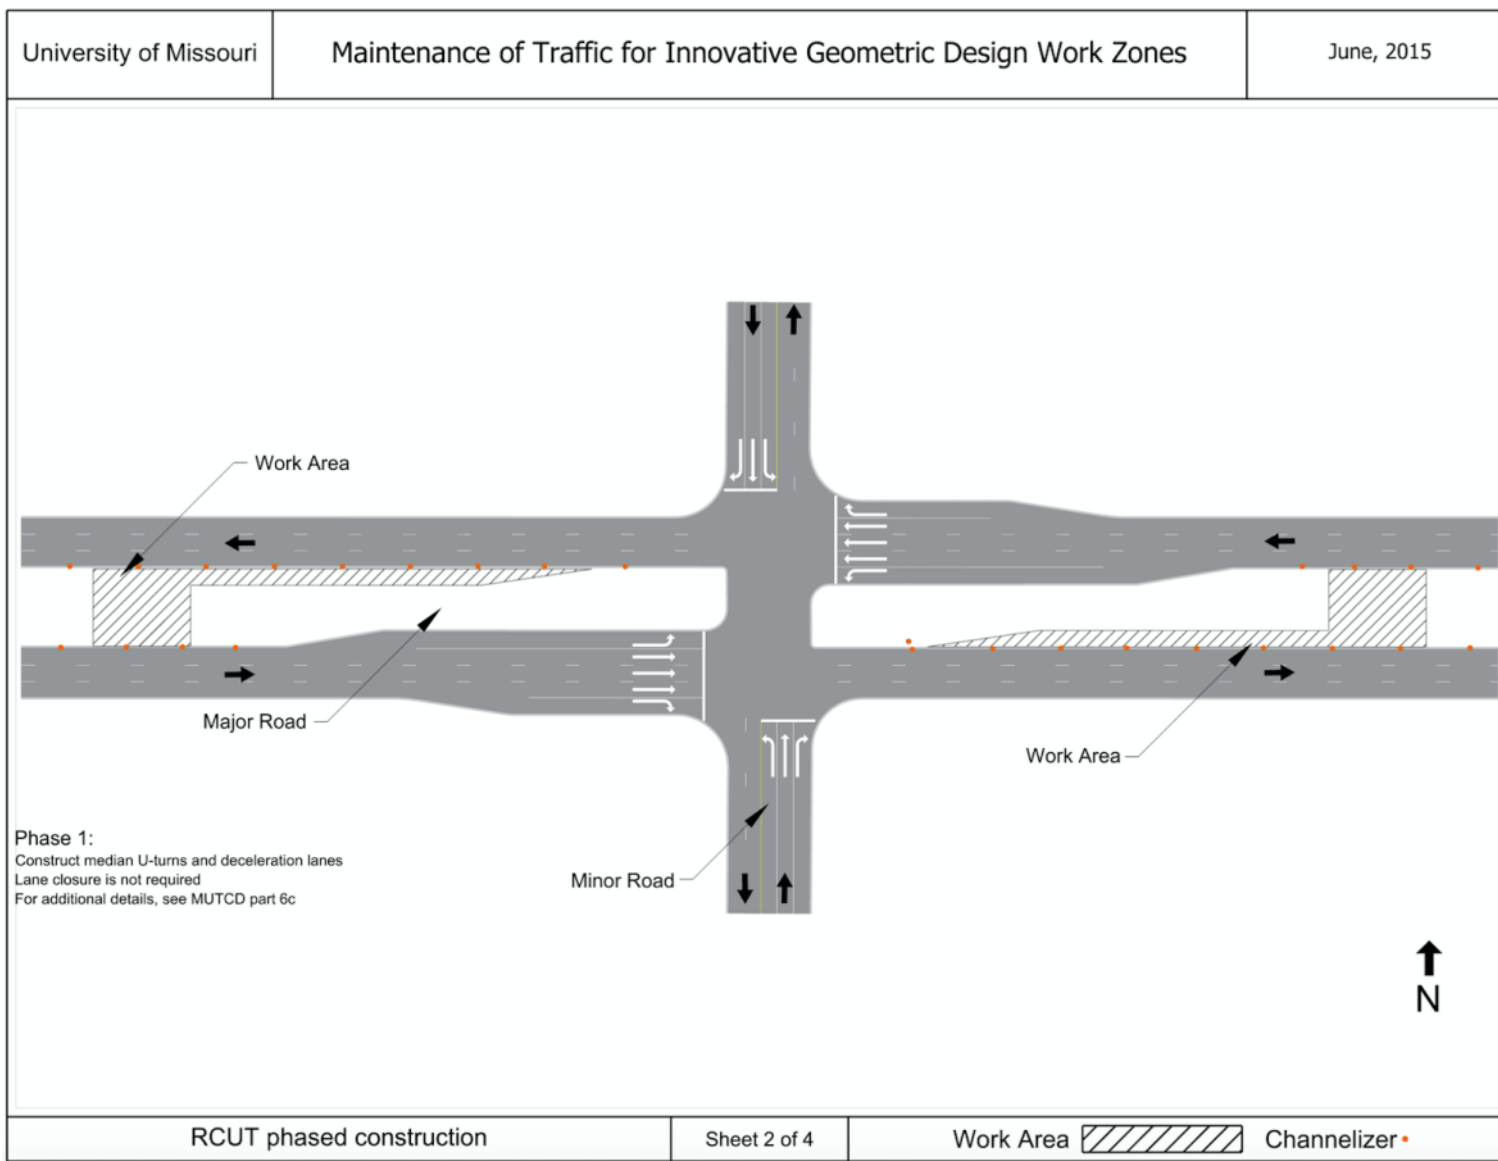 University of Missouri
Maintenance of Traffic for Innovative Geometric Design Work Zones
June, 2015
Work Area
Major Road
Work Area
Phase 1:
Construct median U-turns and deceleration lanes
Lane closure is not required
For additional details, see MUTCD part 6c
Minor Road
N
RCUT phased construction
Sheet 2 of 4
Work Area
Channelizer